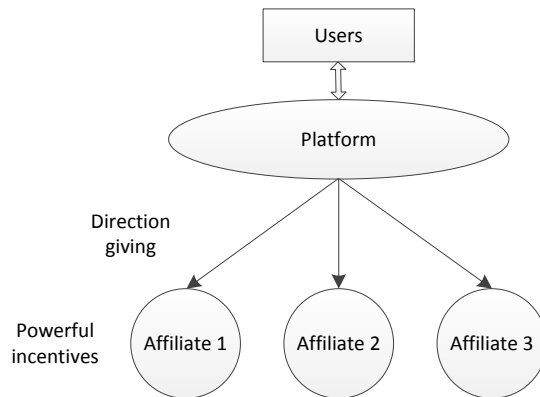 Users
Platform
Direction
giving
Powerful
incentives
Affiliate 1
Affiliate 2
Affiliate 3